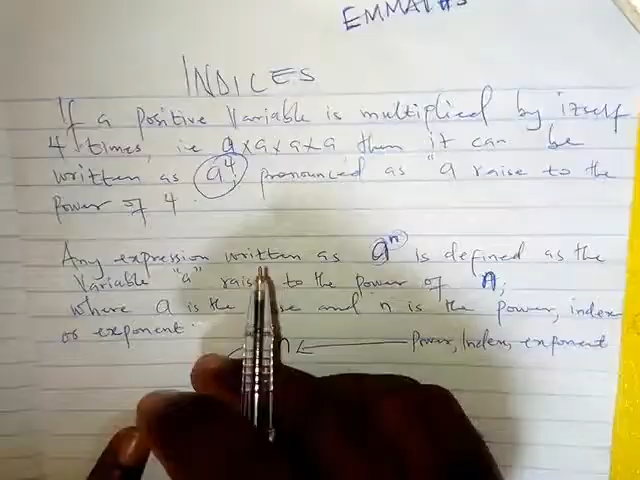 INDICES
If a positive variable is multiplied by itself
4 times, ie a x a x a x a then it can be
written as a⁴, pronounced as "a raise to the
power of 4.
Any expression written as aⁿ is defined as the
variable "a" to the power of n,
where a is the and n is the power, index
or exponent
n Power, Index, exponent